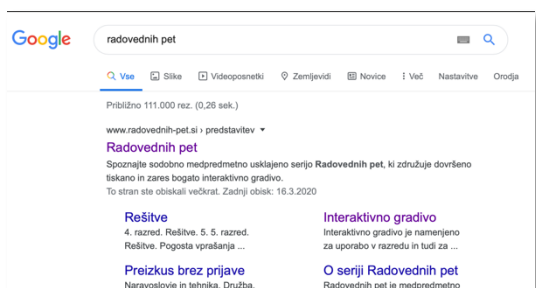 Google
radovednih pet
Vse Slike Videoposnetki Zemljevidi Novice Več Nastavitve Orodja
Približno 111.000 rez. (0,26 sek.)
www.radovednih-pet.si › predstavitev
Radovednih pet
Spoznajte sodobno medpredmetno usklajeno serijo Radovednih pet, ki združuje dovršeno
tiskano in zares bogato interaktivno gradivo.
To stran ste obiskali večkrat. Zadnji obisk: 16.3.2020
Rešitve
4. razred. Rešitve. 5. 5. razred.
Rešitve. Pogosta vprašanja ...
Interaktivno gradivo
Interaktivno gradivo je namenjeno
za uporabo v razredu in tudi za ...
Preizkus brez prijave
Naravoslovje in tehnika. Družba.
O seriji Radovednih pet
Radovednih pet je medpredmetno